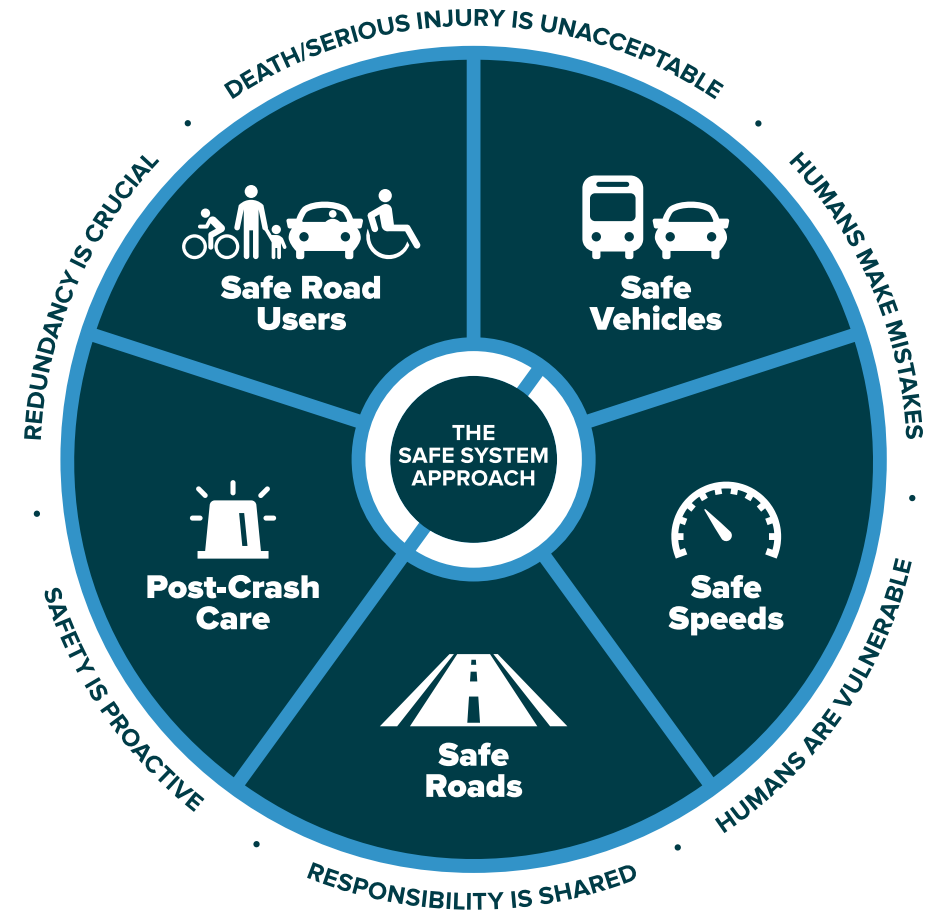 DEATH/SERIOUS INJURY IS UNACCEPTABLE
HUMANS MAKE MISTAKES
HUMANS ARE VULNERABLE
RESPONSIBILITY IS SHARED
SAFETY IS PROACTIVE
REDUNDANCY IS CRUCIAL
Safe Road
Users
Safe
Vehicles
Safe
Speeds
Safe
Roads
Post-Crash
Care
THE
SAFE SYSTEM
APPROACH